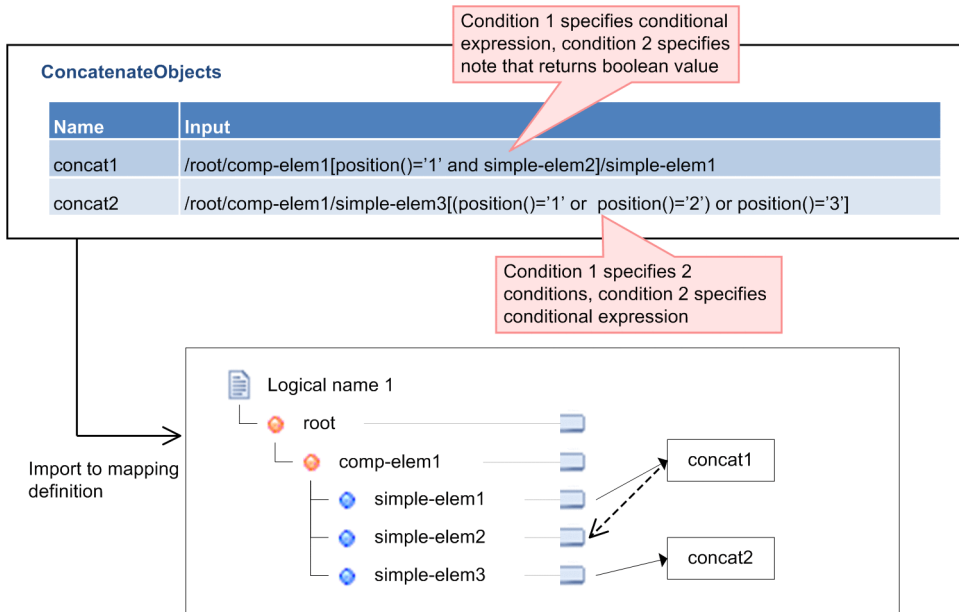 Condition 1 specifies conditional
expression, condition 2 specifies
note that returns boolean value
ConcatenateObjects
Name Input
concat1 /root/comp-elem1[position()='1’ and simple-elem2]/simple-elem1
concat2 /root/comp-elem1/simple-elem3[(position()='1’ or position()='2’) or position()='3’]
Condition 1 specifies 2
conditions, condition 2 specifies
conditional expression
Logical name 1
root
comp-elem1
simple-elem1
simple-elem2
simple-elem3
concat1
concat2
Import to mapping
definition